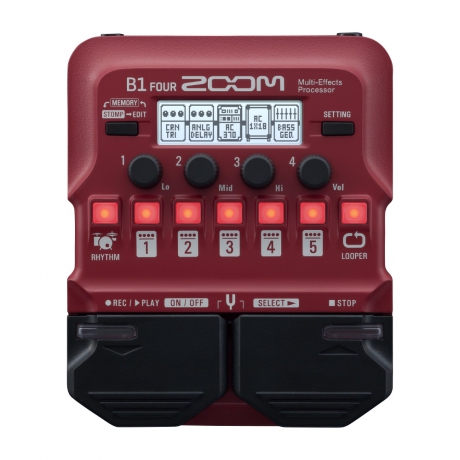 B1 FOUR ZOOM Multi-Effects Processor
MEMORY
STOMP EDIT
SETTING
CRN TRI
ANLG DELAY
AC 370
AC 1X18
BASS GEQ
1 2 3 4
Lo Mid Hi Vol
RHYTHM 1 2 3 4 5 LOOPER
REC / PLAY ON / OFF SELECT STOP